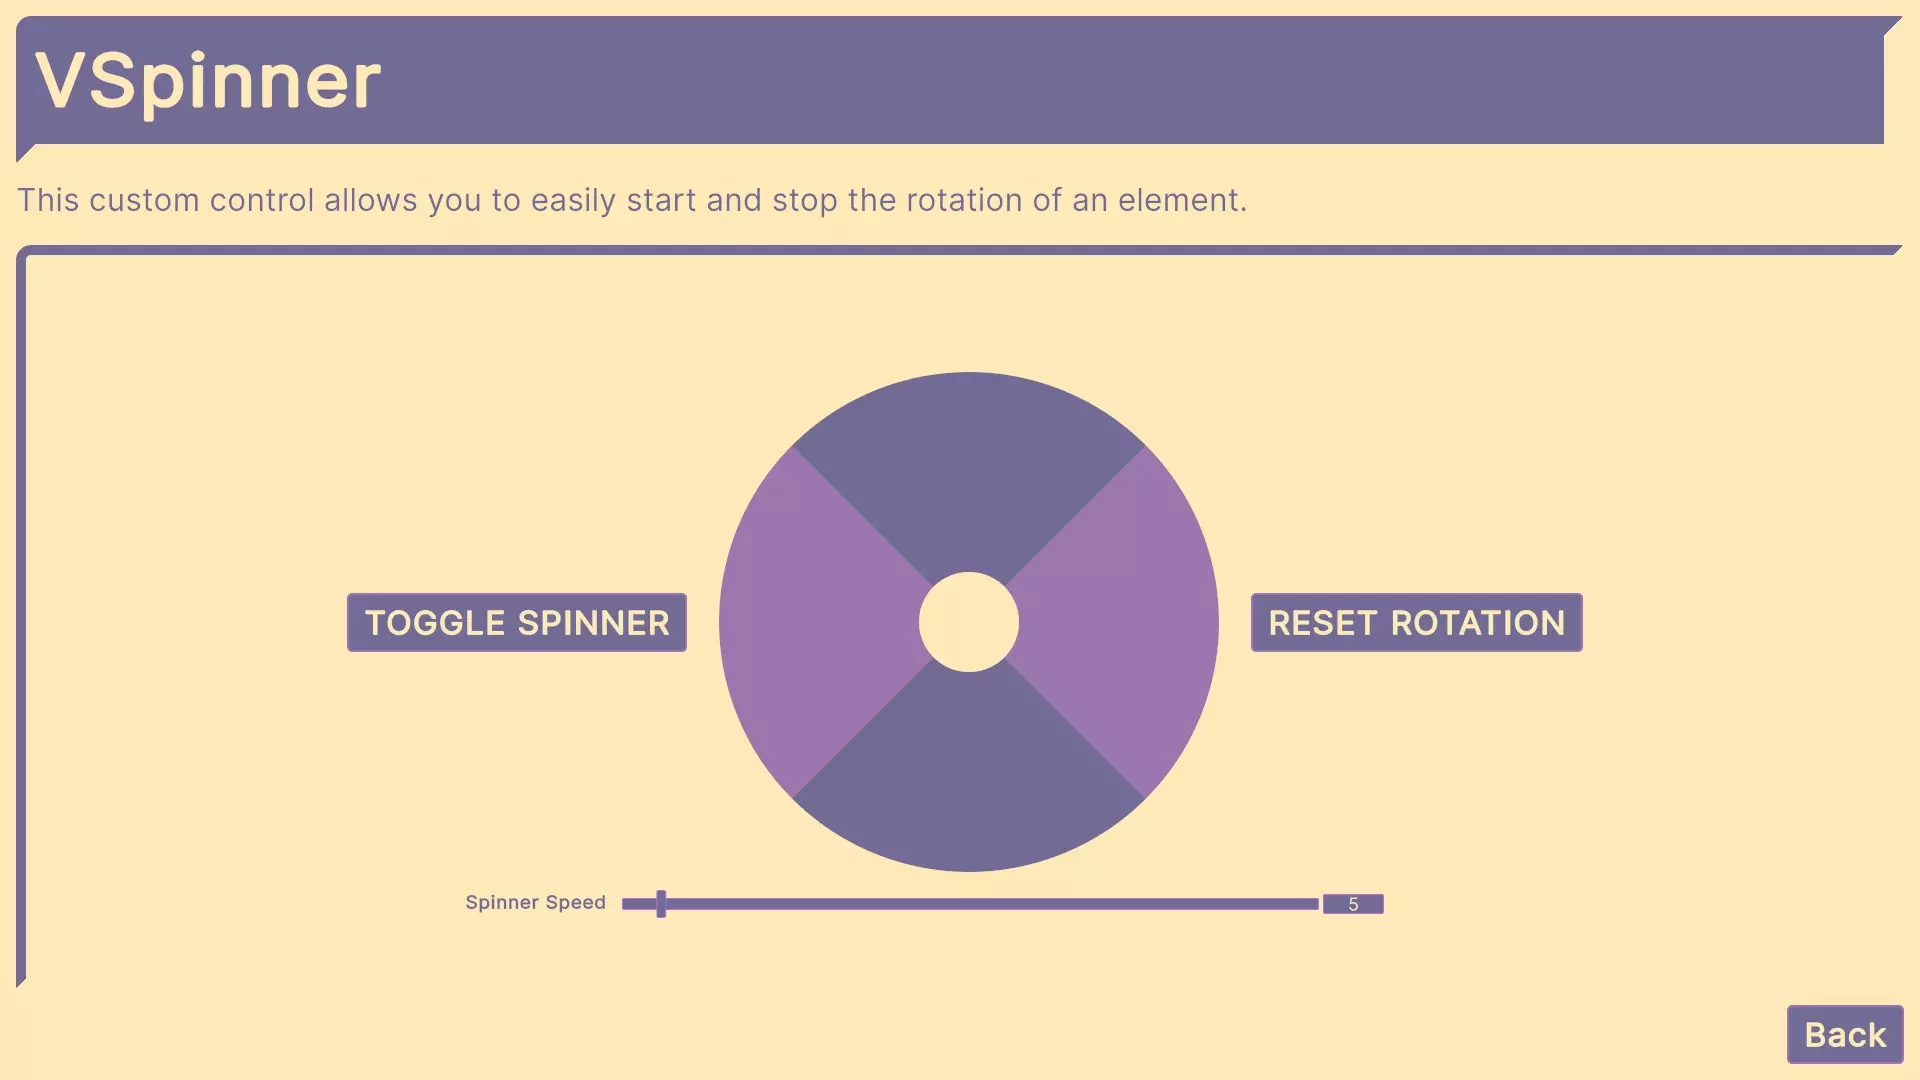 VSpinner
This custom control allows you to easily start and stop the rotation of an element.
TOGGLE SPINNER
RESET ROTATION
Spinner Speed
5
Back